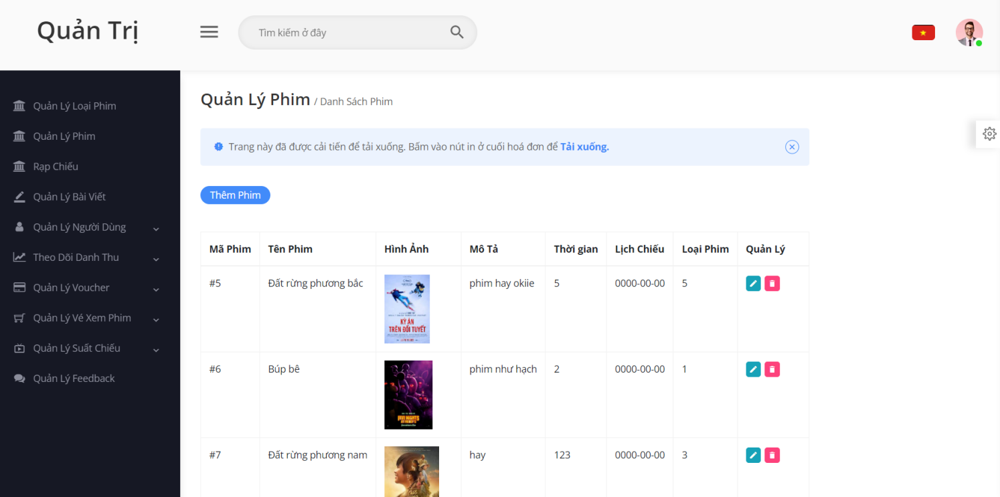 Quản Trị
Tìm kiếm ở đây
Quản Lý Loại Phim
Quản Lý Phim
Rạp Chiếu
Quản Lý Bài Viết
Quản Lý Người Dùng
Theo Dõi Danh Thu
Quản Lý Voucher
Quản Lý Vé Xem Phim
Quản Lý Suất Chiếu
Quản Lý Feedback
Quản Lý Phim / Danh Sách Phim
Trang này đã được cải tiến để tải xuống. Bấm vào nút in ở cuối hoá đơn để Tải xuống.
Thêm Phim
Mã Phim Tên Phim Hình Ảnh Mô Tả Thời gian Lịch Chiếu Loại Phim Quản Lý
#5 Đất rừng phương bắc phim hay okiie 5 0000-00-00 5
KỲ ÁN
TRÊN ĐỒI TUYẾT
#6 Búp bê phim như hạch 2 0000-00-00 1
FIVE NIGHTS
AT FREDDY'S
#7 Đất rừng phương nam hay 123 0000-00-00 3